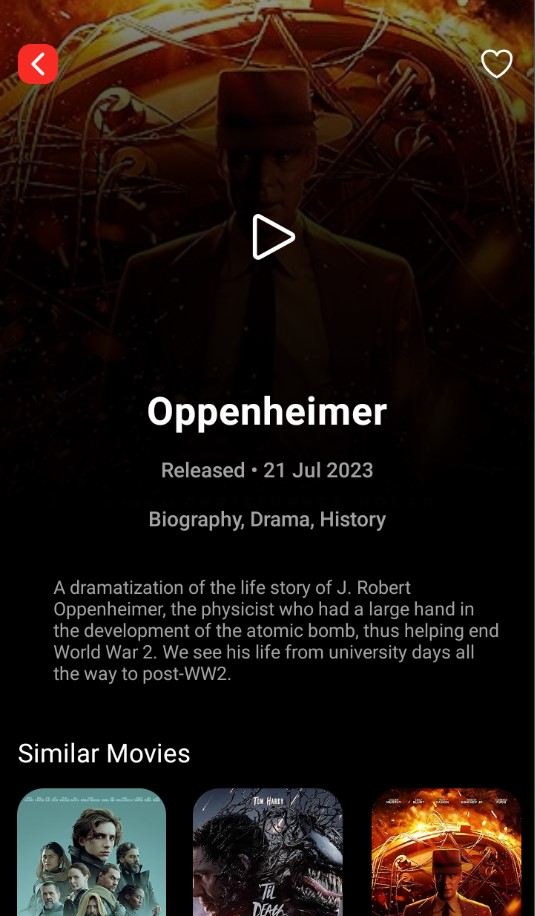 Oppenheimer
Released • 21 Jul 2023
Biography, Drama, History
A dramatization of the life story of J. Robert
Oppenheimer, the physicist who had a large hand in
the development of the atomic bomb, thus helping end
World War 2. We see his life from university days all
the way to post-WW2.
Similar Movies
TOM HARDY
'TIL
DEATH